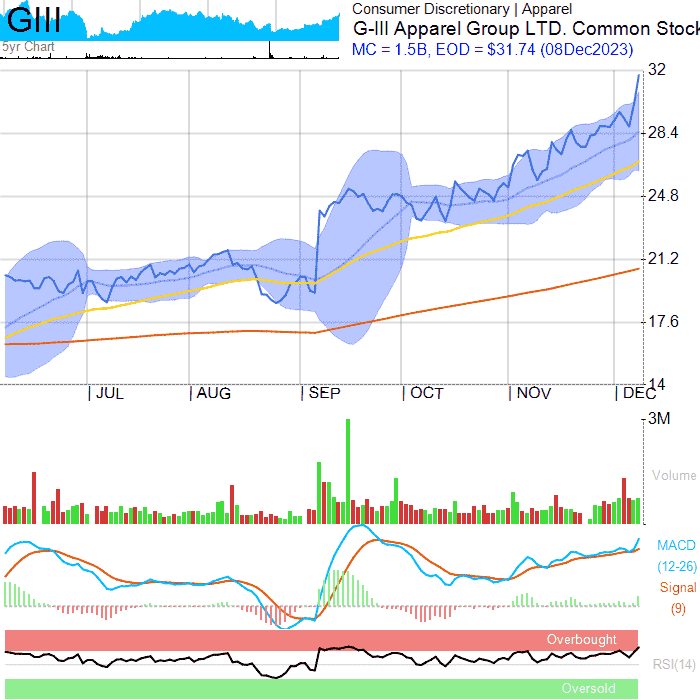 GIII
5yr Chart
Consumer Discretionary | Apparel
G-III Apparel Group LTD. Common Stock
MC = 1.5B, EOD = $31.74 (08Dec2023)
32
28.4
24.8
21.2
17.6
14
JUL AUG SEP OCT NOV DEC
3M
Volume
MACD
(12-26)
Signal
(9)
Overbought
RSI(14)
Oversold